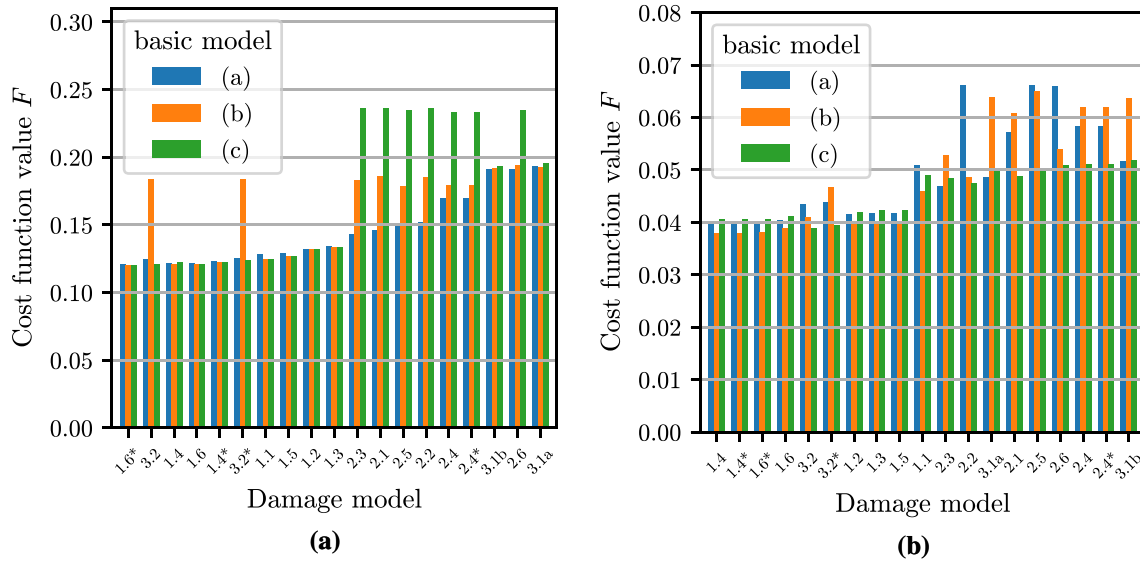 0.30
0.25
0.20
0.15
0.10
0.05
0.00
Cost function value F
basic model
(a)
(b)
(c)
1.6* 3.2 1.4 1.6 1.4* 3.2* 1.1 1.5 1.2 1.3 2.3 2.1 2.5 2.2 2.4 2.4* 3.1b 2.6 3.1a
Damage model
(a)
0.08
0.07
0.06
0.05
0.04
0.03
0.02
0.01
0.00
Cost function value F
basic model
(a)
(b)
(c)
1.4 1.4* 1.6* 1.6 3.2 3.2* 1.2 1.3 1.5 1.1 2.3 2.2 3.1a 2.1 2.5 2.6 2.4 2.4* 3.1b
Damage model
(b)